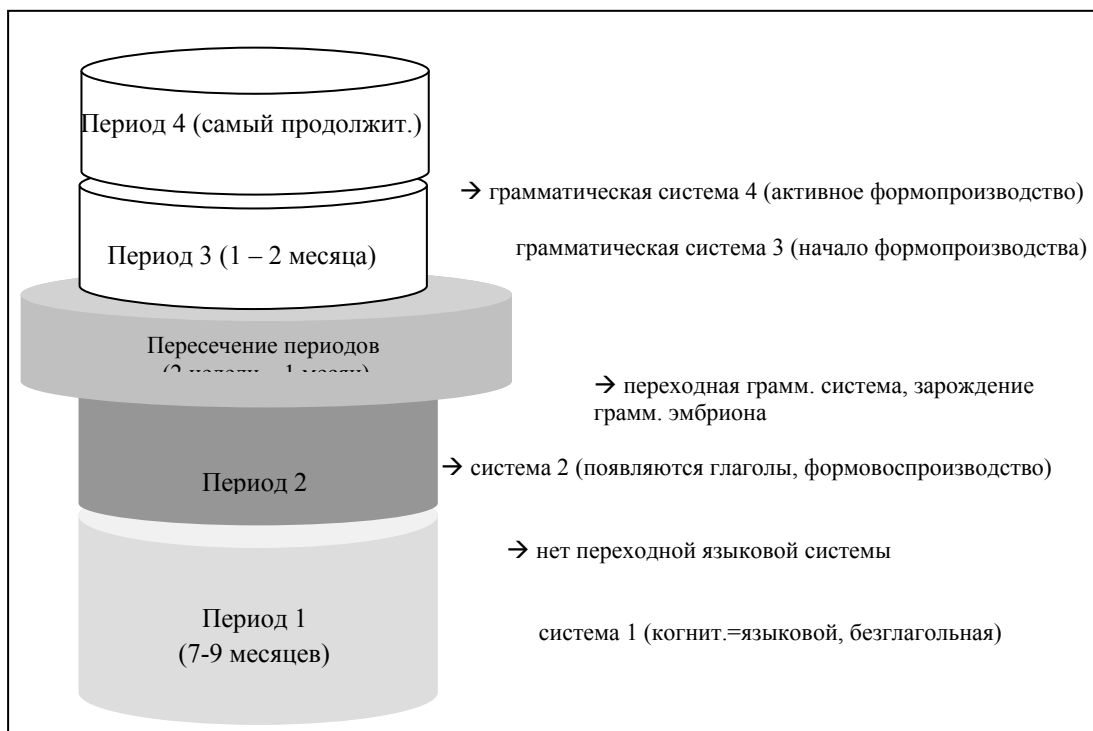 Период 4 (самый продолжит.)
→ грамматическая система 4 (активное формопроизводство)
Период 3 (1 – 2 месяца)
грамматическая система 3 (начало формопроизводства)
Пересечение периодов
→ переходная грамм. система, зарождение
грамм. эмбриона
Период 2
→ система 2 (появляются глаголы, формовоспроизводство)
→ нет переходной языковой системы
Период 1
(7-9 месяцев)
система 1 (когнит.=языковой, безглагольная)